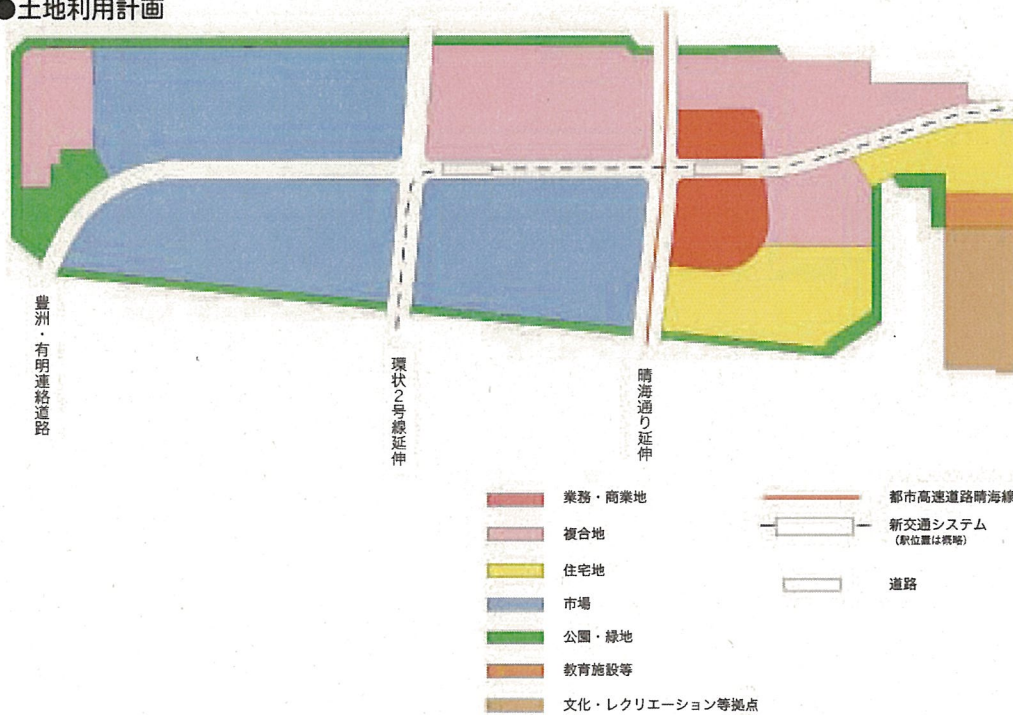 ●土地利用計画
豊洲・有明連絡道路
環状2号線延伸
晴海通り延伸
業務・商業地
複合地
住宅地
市場
公園・緑地
教育施設等
文化・レクリエーション等拠点
都市高速道路晴海線
新交通システム
（駅位置は概略）
道路